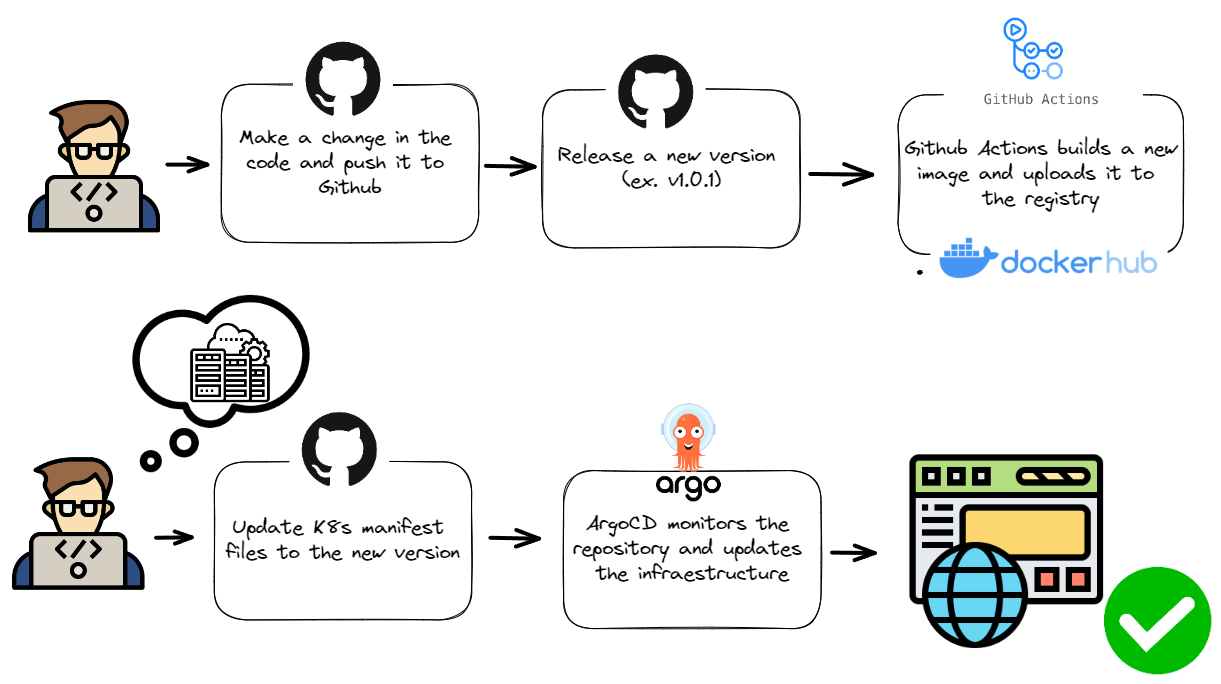 GitHub Actions
Make a change in the
code and push it to
Github
Release a new version
(ex. v1.0.1)
Github Actions builds a new
image and uploads it to
the registry
docker hub
</>
Update K8s manifest
files to the new version
argo
ArgoCD monitors the
repository and updates
the infraestructure
</>